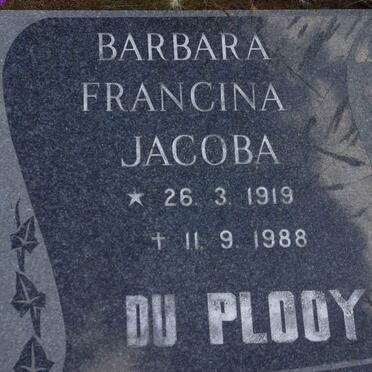 BARBARA
FRANCINA
JACOBA
★ 26. 3. 1919
† 11. 9. 1988
DU PLOOY